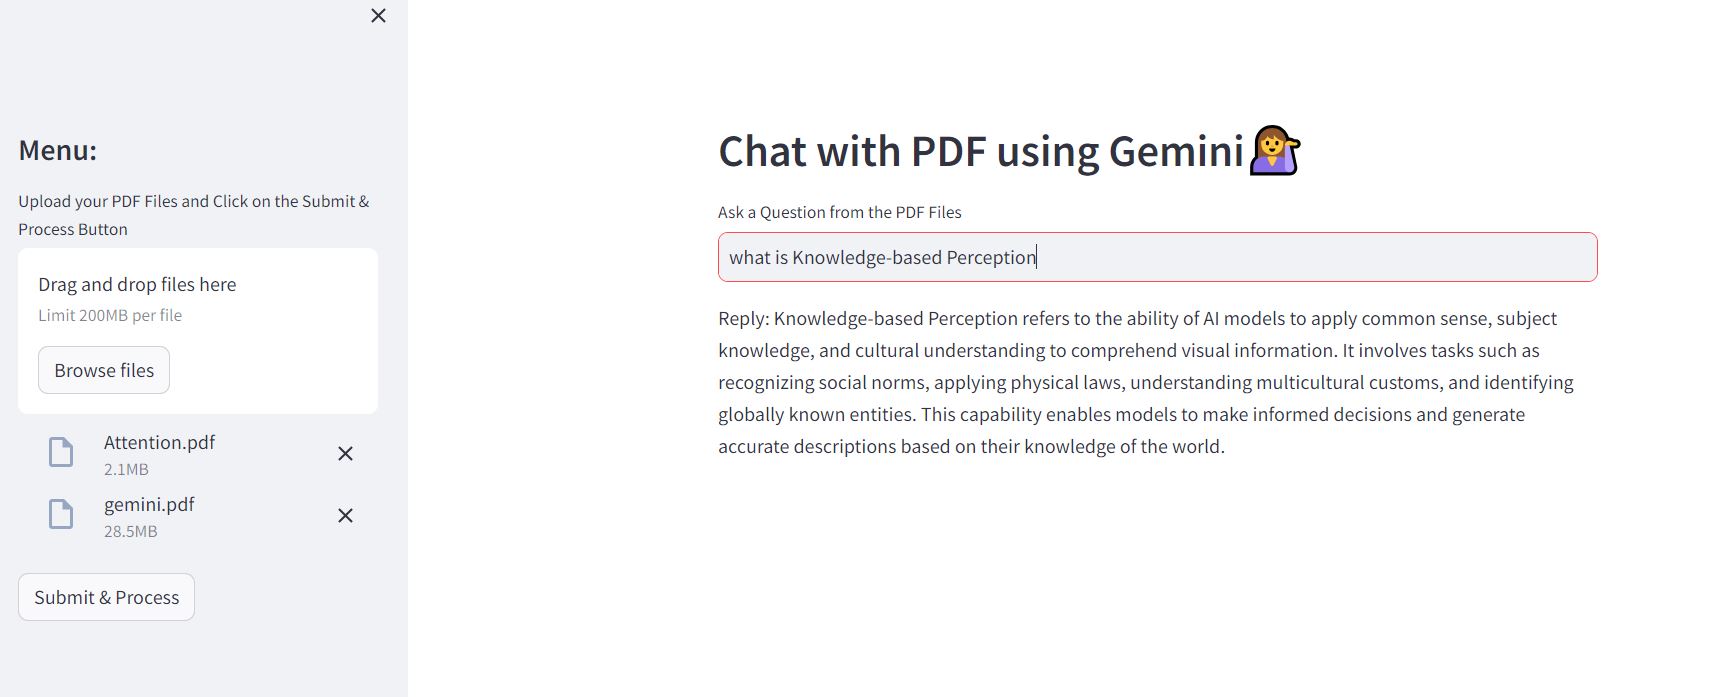 Menu:
Upload your PDF Files and Click on the Submit &
Process Button
Drag and drop files here
Limit 200MB per file
Browse files
Attention.pdf
2.1MB
gemini.pdf
28.5MB
Submit & Process
Chat with PDF using Gemini💁‍♀️
Ask a Question from the PDF Files
what is Knowledge-based Perception
Reply: Knowledge-based Perception refers to the ability of AI models to apply common sense, subject
knowledge, and cultural understanding to comprehend visual information. It involves tasks such as
recognizing social norms, applying physical laws, understanding multicultural customs, and identifying
globally known entities. This capability enables models to make informed decisions and generate
accurate descriptions based on their knowledge of the world.